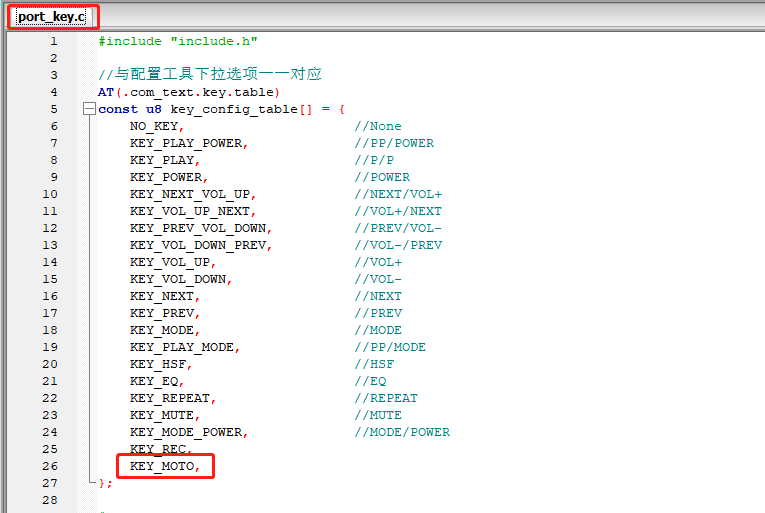 port_key.c
1 #include "include.h"
2
3 //与配置工具下拉选项一一对应
4 AT(.com_text.key.table)
5 const u8 key_config_table[] = {
6 NO_KEY, //None
7 KEY_PLAY_POWER, //PP/POWER
8 KEY_PLAY, //P/P
9 KEY_POWER, //POWER
10 KEY_NEXT_VOL_UP, //NEXT/VOL+
11 KEY_VOL_UP_NEXT, //VOL+/NEXT
12 KEY_PREV_VOL_DOWN, //PREV/VOL-
13 KEY_VOL_DOWN_PREV, //VOL-/PREV
14 KEY_VOL_UP, //VOL+
15 KEY_VOL_DOWN, //VOL-
16 KEY_NEXT, //NEXT
17 KEY_PREV, //PREV
18 KEY_MODE, //MODE
19 KEY_PLAY_MODE, //PP/MODE
20 KEY_HSF, //HSF
21 KEY_EQ, //EQ
22 KEY_REPEAT, //REPEAT
23 KEY_MUTE, //MUTE
24 KEY_MODE_POWER, //MODE/POWER
25 KEY_REC,
26 KEY_MOTO,
27 };
28